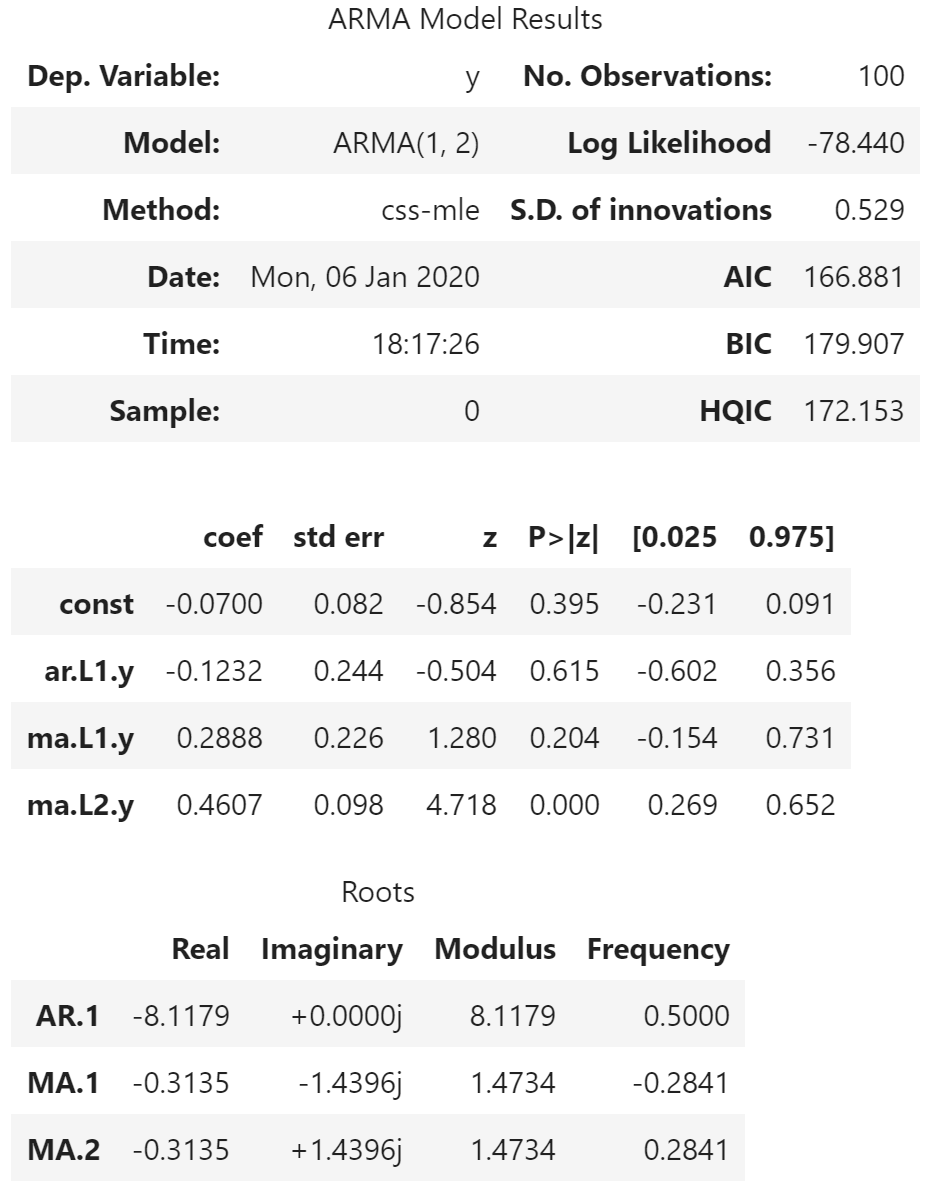 ARMA Model Results
Dep. Variable: y No. Observations: 100
Model: ARMA(1, 2) Log Likelihood -78.440
Method: css-mle S.D. of innovations 0.529
Date: Mon, 06 Jan 2020 AIC 166.881
Time: 18:17:26 BIC 179.907
Sample: 0 HQIC 172.153
coef std err z P>|z| [0.025 0.975]
const -0.0700 0.082 -0.854 0.395 -0.231 0.091
ar.L1.y -0.1232 0.244 -0.504 0.615 -0.602 0.356
ma.L1.y 0.2888 0.226 1.280 0.204 -0.154 0.731
ma.L2.y 0.4607 0.098 4.718 0.000 0.269 0.652
Roots
Real Imaginary Modulus Frequency
AR.1 -8.1179 +0.0000j 8.1179 0.5000
MA.1 -0.3135 -1.4396j 1.4734 -0.2841
MA.2 -0.3135 +1.4396j 1.4734 0.2841